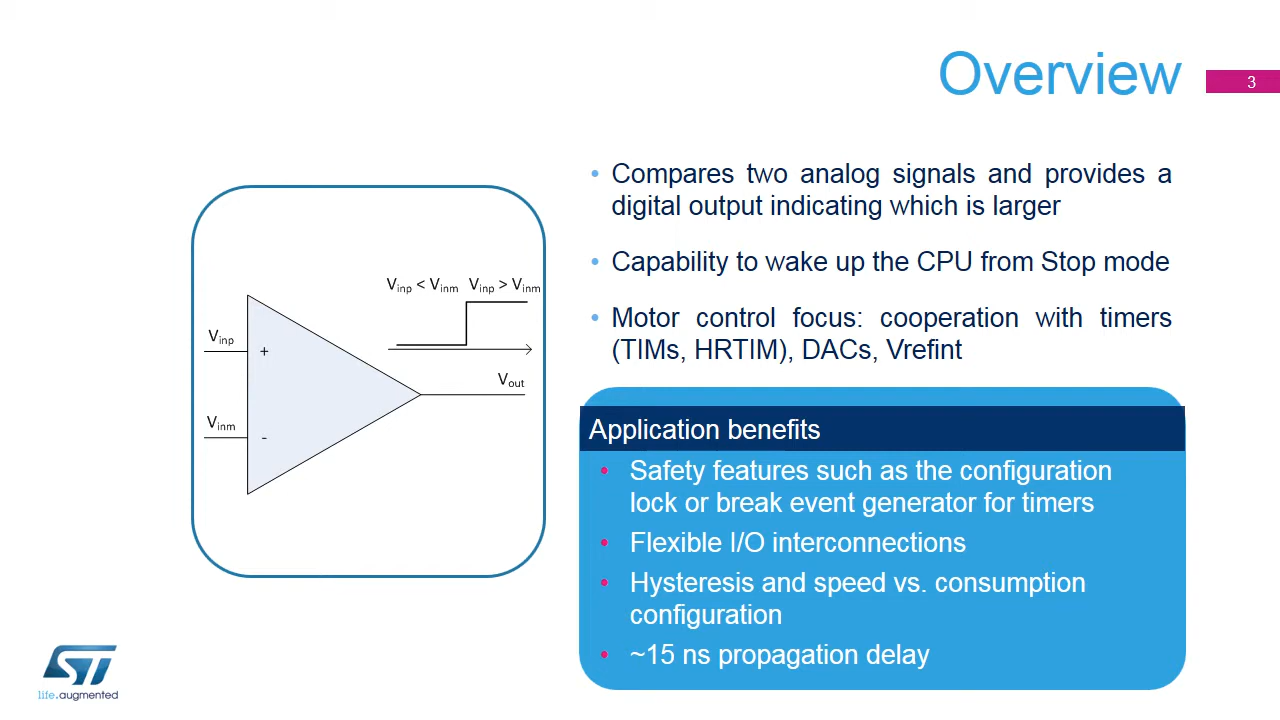 Overview
3
• Compares two analog signals and provides a
digital output indicating which is larger
• Capability to wake up the CPU from Stop mode
• Motor control focus: cooperation with timers
(TIMs, HRTIM), DACs, Vrefint
Vinp < Vinm Vinp > Vinm
Vinp
+
Vout
Vinm
-
Application benefits
• Safety features such as the configuration
lock or break event generator for timers
• Flexible I/O interconnections
• Hysteresis and speed vs. consumption
configuration
• ~15 ns propagation delay
ST
life.augmented